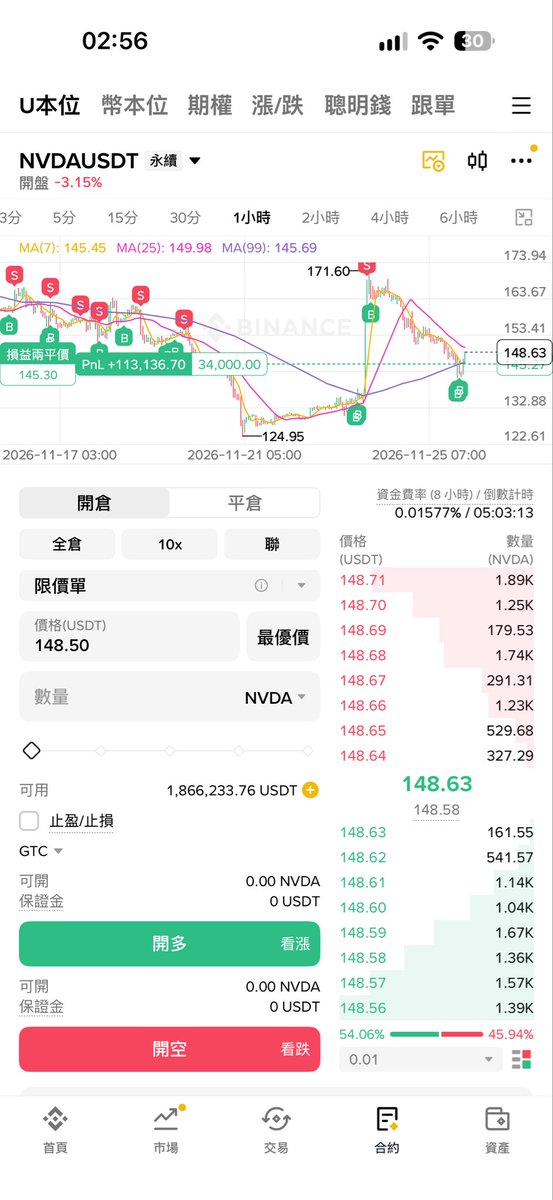 02:56
30
U本位 幣本位 期權 漲/跌 聰明錢 跟單
NVDAUSDT 永續
開盤 -3.15%
3分 5分 15分 30分 1小時 2小時 4小時 6小時
MA(7): 145.45 MA(25): 149.98 MA(99): 145.69
173.94
171.60
163.67
153.41
148.63
145.27
132.88
122.61
124.95
S S S S S S S
B B B B B B B
BINANCE
損益兩平價
145.30
PnL +113,136.70 34,000.00
2026-11-17 03:00 2026-11-21 05:00 2026-11-25 07:00
開倉 平倉
全倉 10x 聯
限價單
價格(USDT)
148.50
最優價
數量 NVDA
可用 1,866,233.76 USDT
止盈/止損
GTC
可開 0.00 NVDA
保證金 0 USDT
開多 看漲
可開 0.00 NVDA
保證金 0 USDT
開空 看跌
資金費率 (8 小時) / 倒數計時
0.01577% / 05:03:13
價格 數量
(USDT) (NVDA)
148.71 1.89K
148.70 1.25K
148.69 179.53
148.68 1.74K
148.67 291.31
148.66 1.23K
148.65 529.68
148.64 327.29
148.63
148.58
148.63 161.55
148.62 541.57
148.61 1.14K
148.60 1.04K
148.59 1.67K
148.58 1.36K
148.57 1.57K
148.56 1.39K
54.06% 45.94%
0.01
首頁 市場 交易 合約 資產